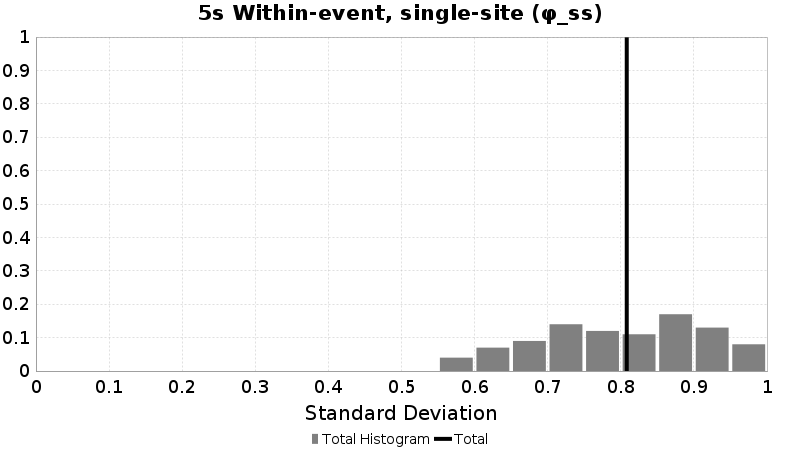 5s Within-event, single-site (φ_ss)
1
0.9
0.8
0.7
0.6
0.5
0.4
0.3
0.2
0.1
0
0 0.1 0.2 0.3 0.4 0.5 0.6 0.7 0.8 0.9 1
Standard Deviation
Total Histogram Total